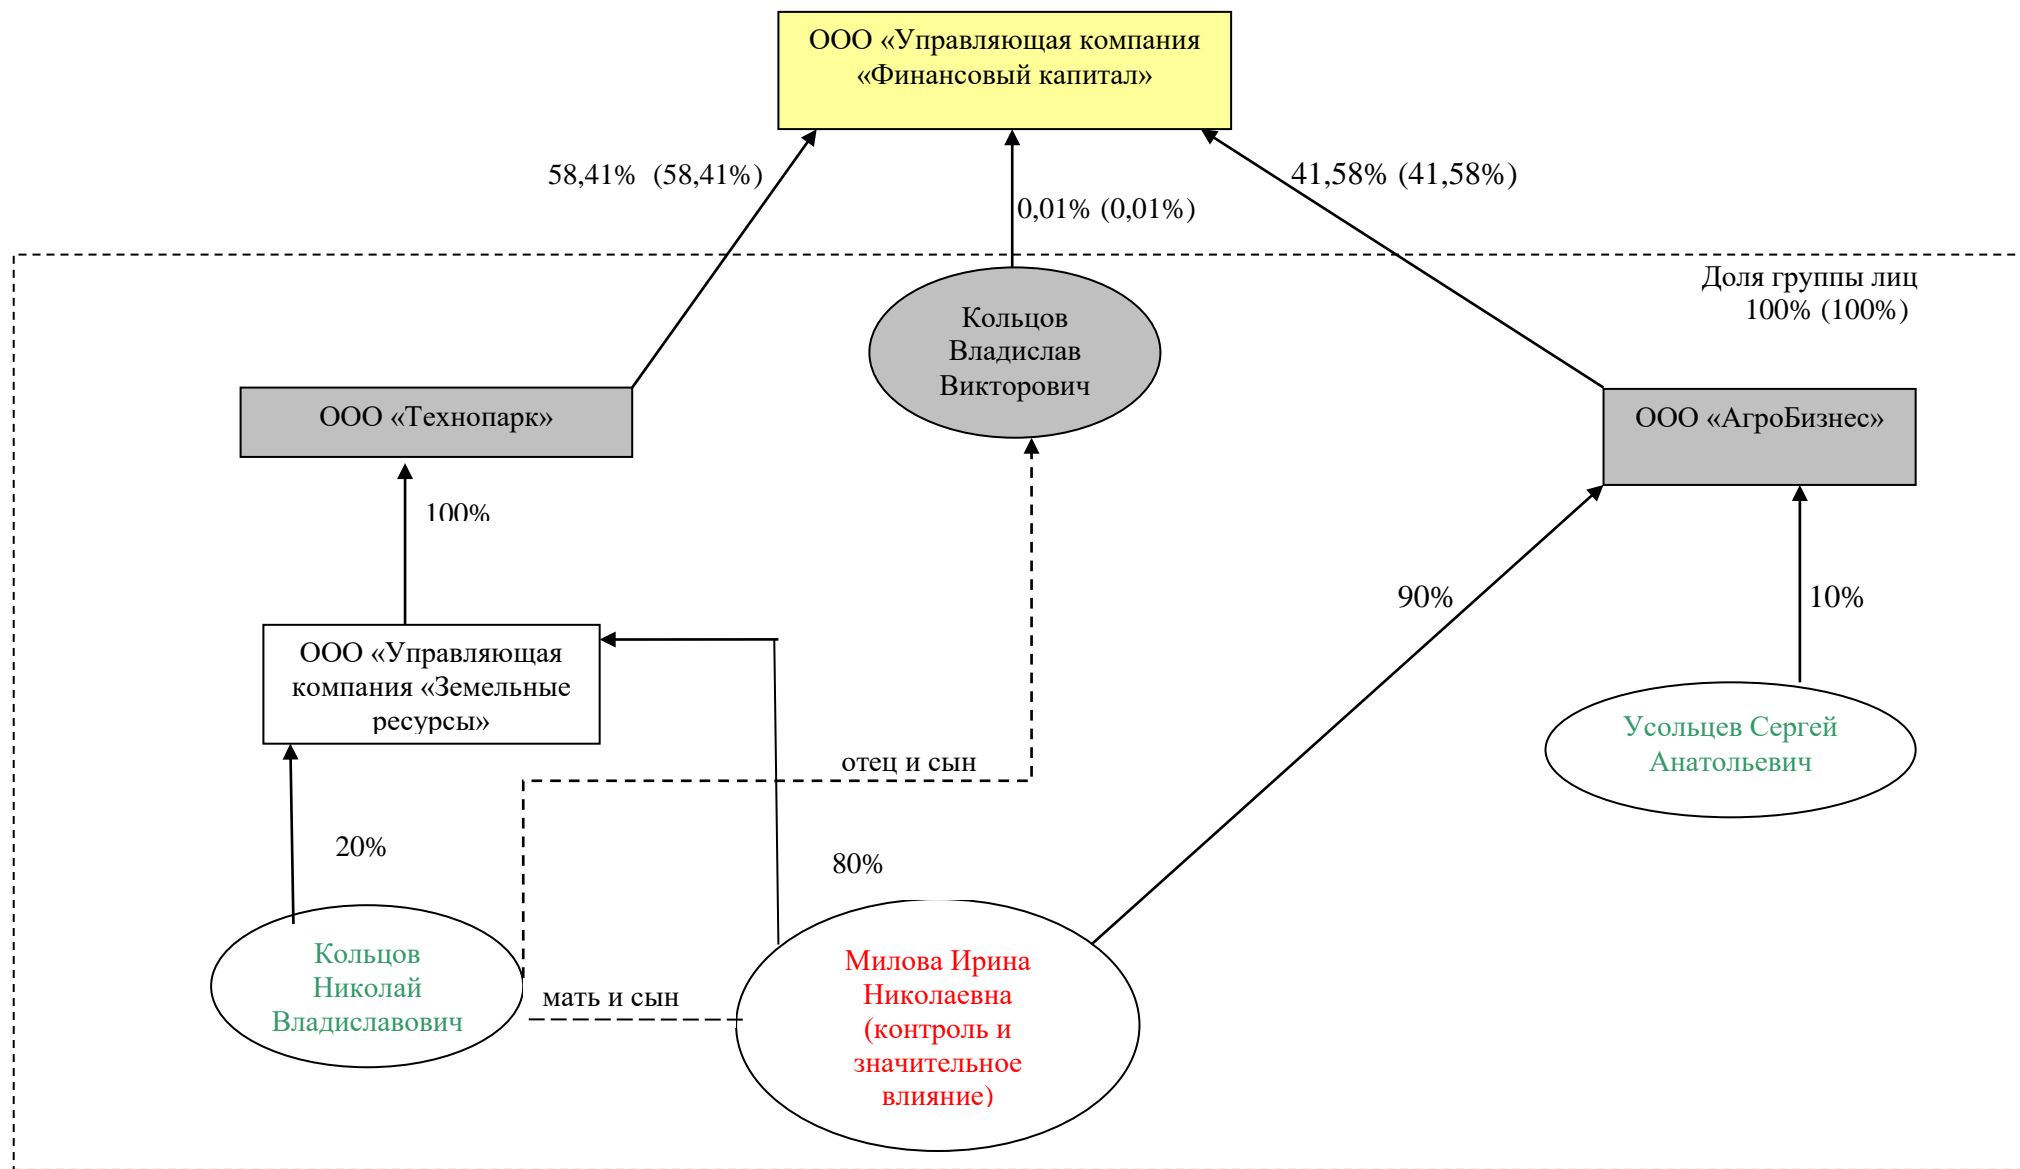 ООО «Управляющая компания
«Финансовый капитал»
58,41% (58,41%)
0,01% (0,01%)
41,58% (41,58%)
Доля группы лиц
100% (100%)
Кольцов
Владислав
Викторович
ООО «Технопарк»
ООО «АгроБизнес»
100%
90%
10%
ООО «Управляющая
компания «Земельные
ресурсы»
Усольцев Сергей
Анатольевич
отец и сын
20%
80%
Кольцов
Николай
Владиславович
мать и сын
Милова Ирина
Николаевна
(контроль и
значительное
влияние)